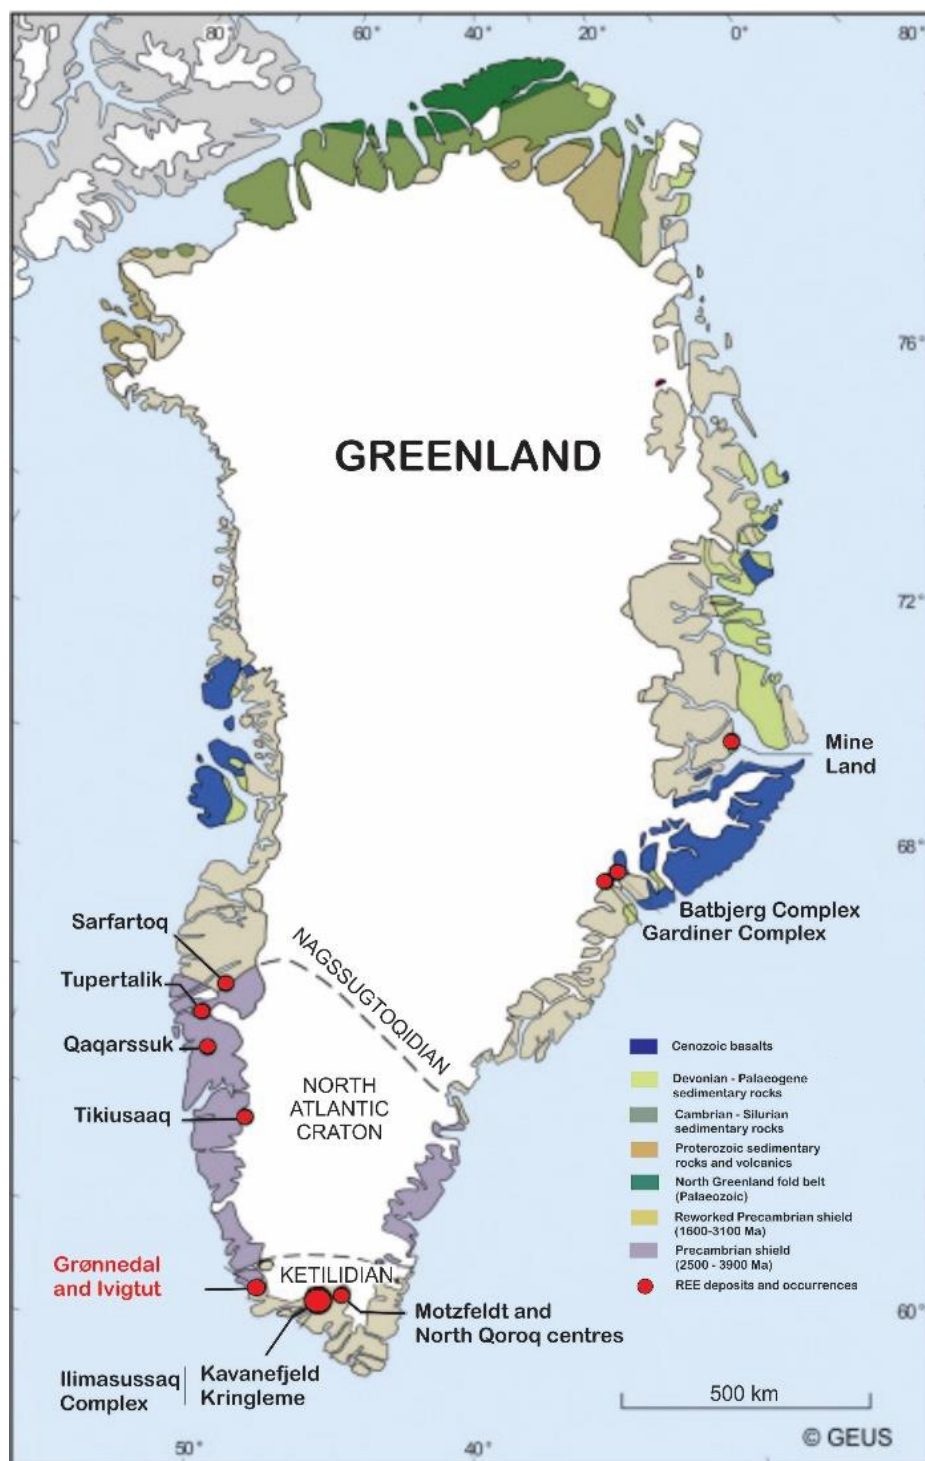 80°
60°
40°
20°
0°
80°
76°
GREENLAND
72°
Mine
Land
68°
Batbjerg Complex
Gardiner Complex
Sarfartoq
Tupertalik
Qaqarssuk
Tikiusaaq
NAGSSUGTOQIDIAN
NORTH
ATLANTIC
CRATON
Cenozoic basalts
Devonian - Palaeogene
sedimentary rocks
Cambrian - Silurian
sedimentary rocks
Proterozoic sedimentary
rocks and volcanics
North Greenland fold belt
(Palaeozoic)
Reworked Precambrian shield
(1600-3100 Ma)
Precambrian shield
(2500 - 3900 Ma)
REE deposits and occurrences
Grønnedal
and Ivigtut
KETILIDIAN
60°
Motzfeldt and
North Qoroq centres
Ilimasussaq
Complex
Kavanefjeld
Kringleme
500 km
© GEUS
50°
40°